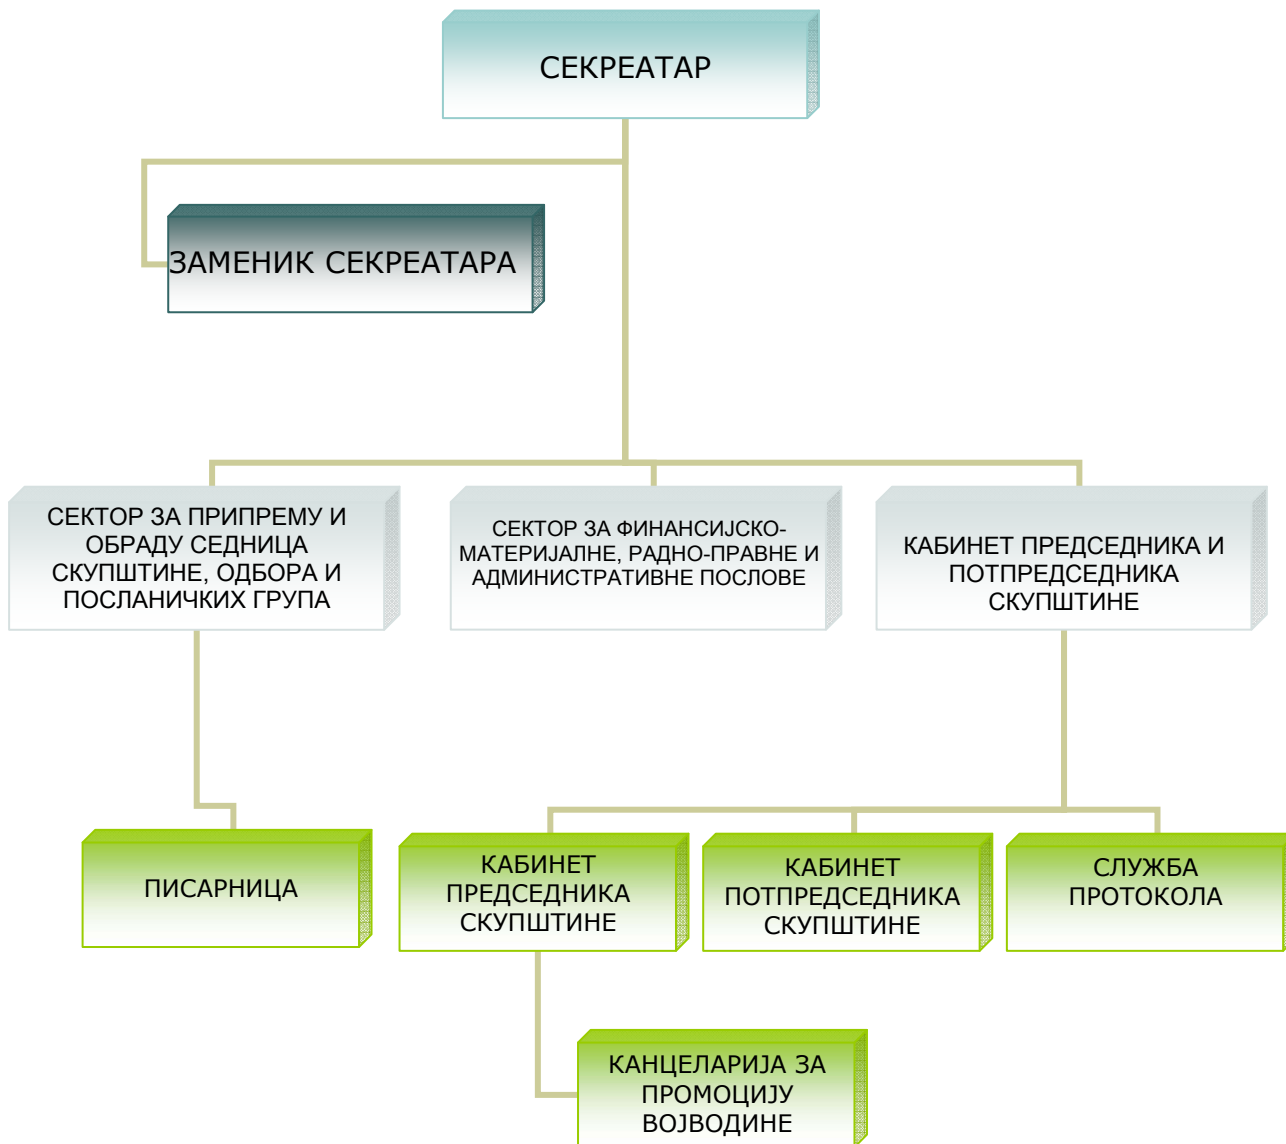 СЕКРЕАТАР
ЗАМЕНИК СЕКРЕАТАРА
СЕКТОР ЗА ПРИПРЕМУ И
ОБРАДУ СЕДНИЦА
СКУПШТИНЕ, ОДБОРА И
ПОСЛАНИЧКИХ ГРУПА
СЕКТОР ЗА ФИНАНСИЈСКО-
МАТЕРИЈАЛНЕ, РАДНО-ПРАВНЕ И
АДМИНИСТРАТИВНЕ ПОСЛОВЕ
КАБИНЕТ ПРЕДСЕДНИКА И
ПОТПРЕДСЕДНИКА
СКУПШТИНЕ
ПИСАРНИЦА
КАБИНЕТ
ПРЕДСЕДНИКА
СКУПШТИНЕ
КАБИНЕТ
ПОТПРЕДСЕДНИКА
СКУПШТИНЕ
СЛУЖБА
ПРОТОКОЛА
КАНЦЕЛАРИЈА ЗА
ПРОМОЦИЈУ
ВОЈВОДИНЕ